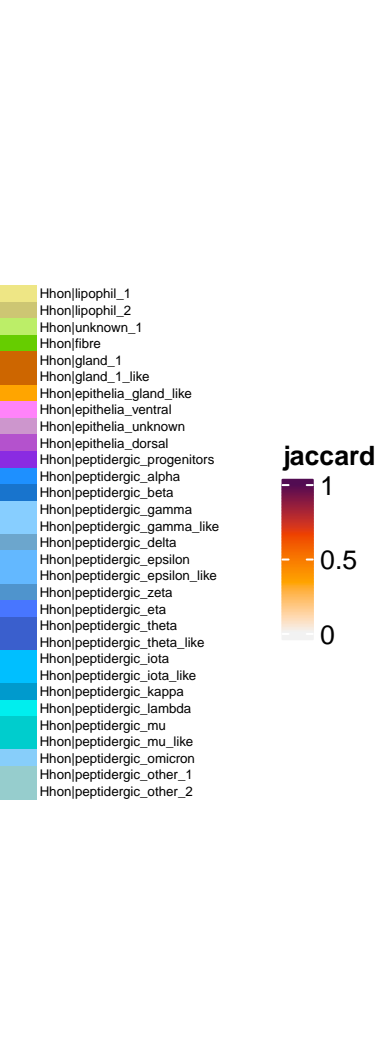 Hhon|lipophil_1
Hhon|lipophil_2
Hhon|unknown_1
Hhon|fibre
Hhon|gland_1
Hhon|gland_1_like
Hhon|epithelia_gland_like
Hhon|epithelia_ventral
Hhon|epithelia_unknown
Hhon|epithelia_dorsal
Hhon|peptidergic_progenitors
Hhon|peptidergic_alpha
Hhon|peptidergic_beta
Hhon|peptidergic_gamma
Hhon|peptidergic_gamma_like
Hhon|peptidergic_delta
Hhon|peptidergic_epsilon
Hhon|peptidergic_epsilon_like
Hhon|peptidergic_zeta
Hhon|peptidergic_eta
Hhon|peptidergic_theta
Hhon|peptidergic_theta_like
Hhon|peptidergic_iota
Hhon|peptidergic_iota_like
Hhon|peptidergic_kappa
Hhon|peptidergic_lambda
Hhon|peptidergic_mu
Hhon|peptidergic_mu_like
Hhon|peptidergic_omicron
Hhon|peptidergic_other_1
Hhon|peptidergic_other_2
jaccard
1
0.5
0